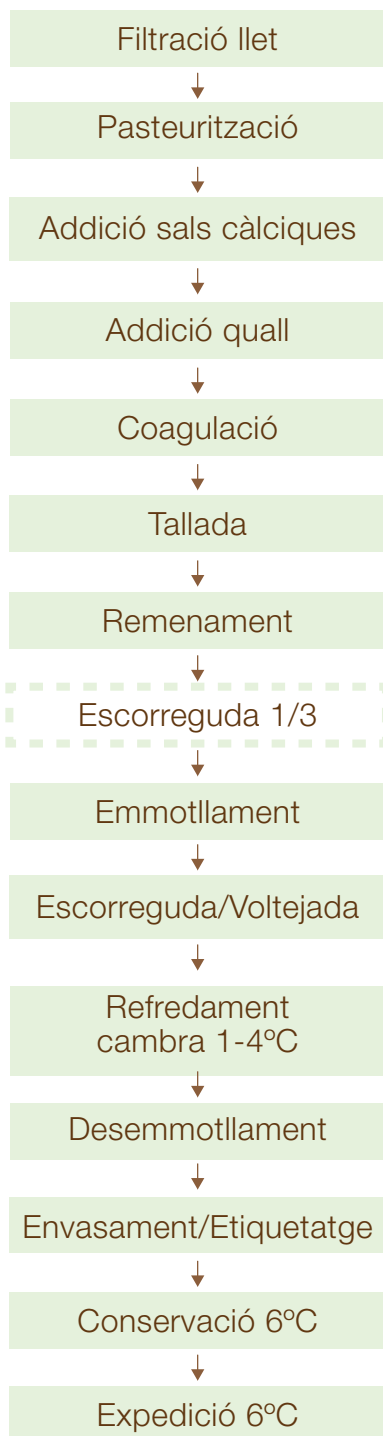 Filtració llet
Pasteurització
Addició sals càlciques
Addició quall
Coagulació
Tallada
Remenament
Escorreguda 1/3
Emmotllament
Escorreguda/Voltejada
Refredament
cambra 1-4ºC
Desemmotllament
Envasament/Etiquetatge
Conservació 6ºC
Expedició 6ºC